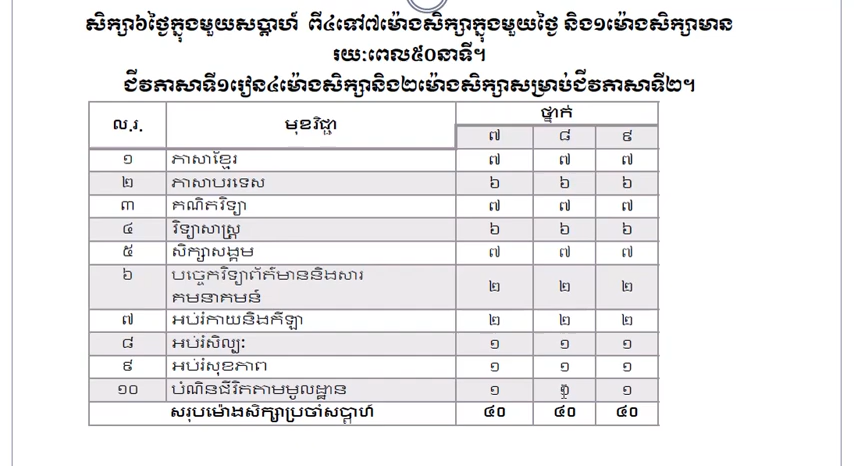 សិក្សា៦ថ្ងៃក្នុងមួយសប្តាហ៍ ពី៤ទៅ៧ម៉ោងសិក្សាក្នុងមួយថ្ងៃ និង១ម៉ោងសិក្សាមាន
រយៈពេល៥០នាទី។
ជីវភាសាទី១រៀន៤ម៉ោងសិក្សានិង២ម៉ោងសិក្សាសម្រាប់ជីវភាសាទី២។
ល.រ. មុខវិជ្ជា ថ្នាក់
៧ ៨ ៩
១ ភាសាខ្មែរ ៧ ៧ ៧
២ ភាសាបរទេស ៦ ៦ ៦
៣ គណិតវិទ្យា ៧ ៧ ៧
៤ វិទ្យាសាស្ត្រ ៦ ៦ ៦
៥ សិក្សាសង្គម ៧ ៧ ៧
៦ បច្ចេកវិទ្យាព័ត៌មាននិងសារ
គមនាគមន៍ ២ ២ ២
៧ អប់រំកាយនិងកីឡា ២ ២ ២
៨ អប់រំសិល្បៈ ១ ១ ១
៩ អប់រំសុខភាព ១ ១ ១
១០ បំណិនជីវិតតាមមូលដ្ឋាន ១ ១ ១
សរុបម៉ោងសិក្សាប្រចាំសប្តាហ៍ ៤០ ៤០ ៤០